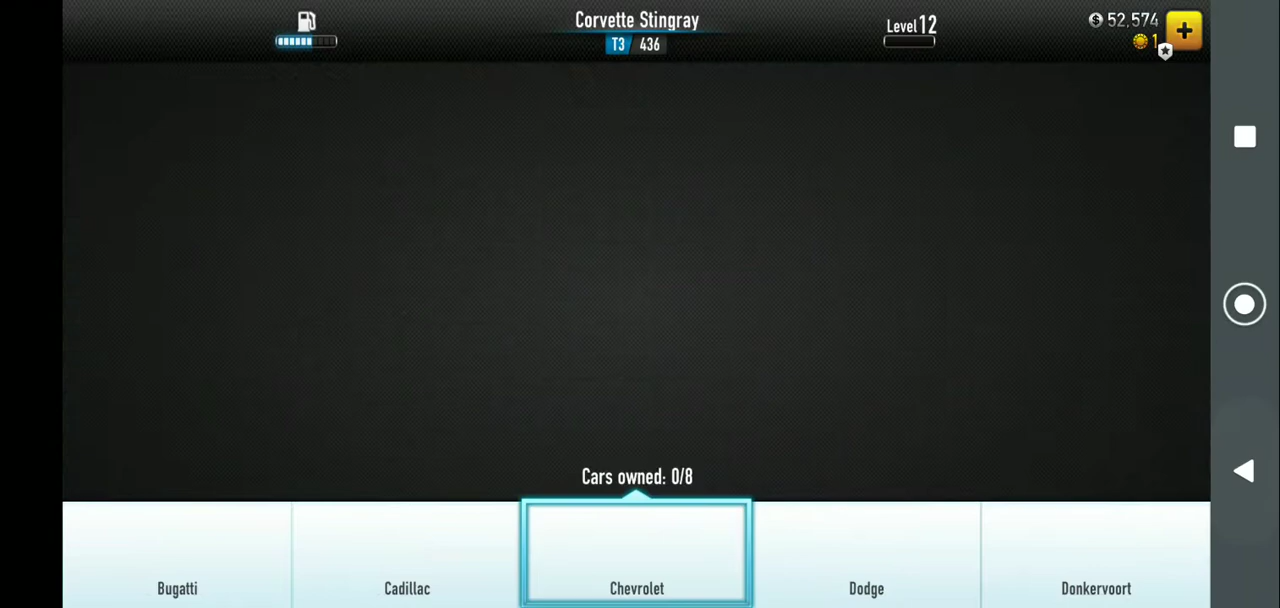 Corvette Stingray
T3 436
Level 12
52,574
1
Cars owned: 0/8
Bugatti
Cadillac
Chevrolet
Dodge
Donkervoort